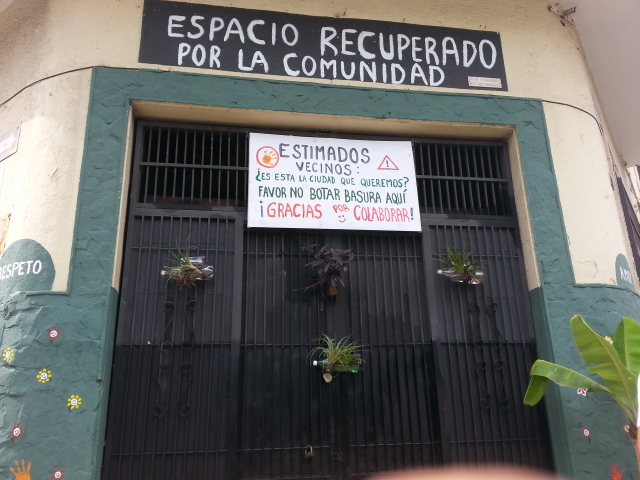 ESPACIO RECUPERADO
POR LA COMUNIDAD
ESTIMADOS
VECINOS:
¿ES ESTA LA CIUDAD QUE QUEREMOS?
FAVOR NO BOTAR BASURA AQUÍ
¡GRACIAS POR COLABORAR!
RESPETO